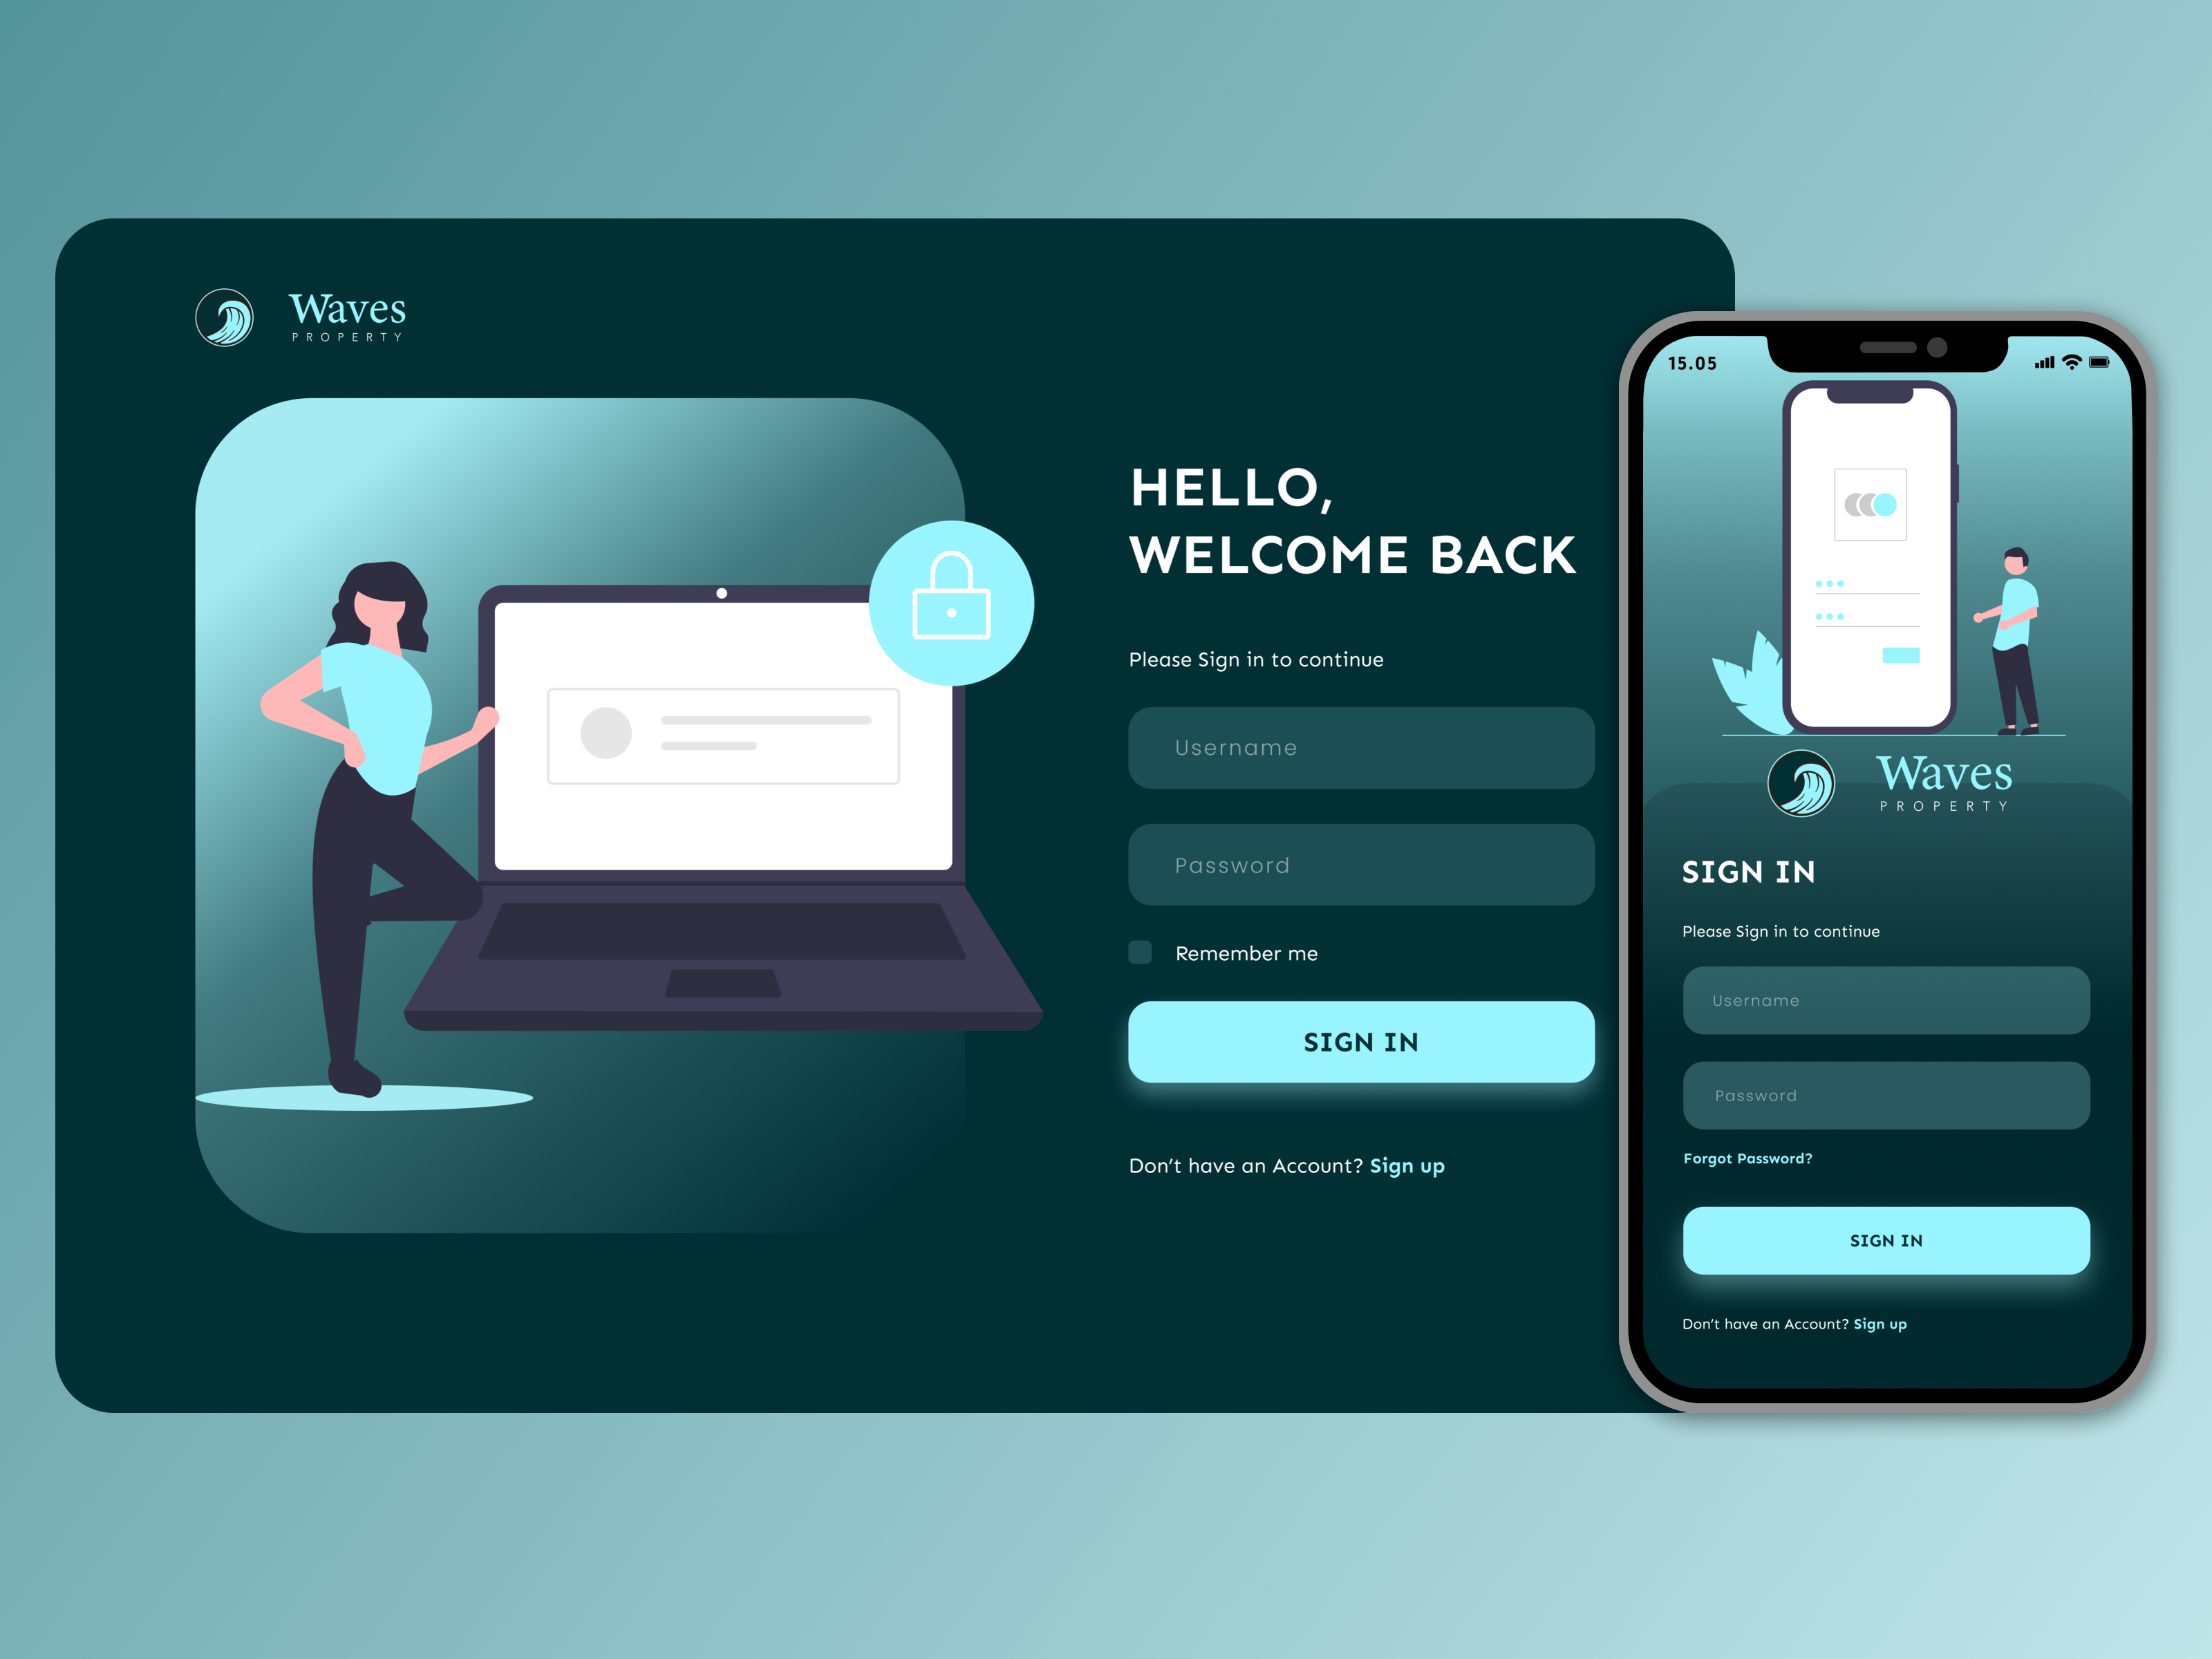 Waves
PROPERTY
HELLO,
WELCOME BACK
Please Sign in to continue
Username
Password
Remember me
SIGN IN
Don’t have an Account? Sign up
15.05
Waves
PROPERTY
SIGN IN
Please Sign in to continue
Username
Password
Forgot Password?
SIGN IN
Don’t have an Account? Sign up